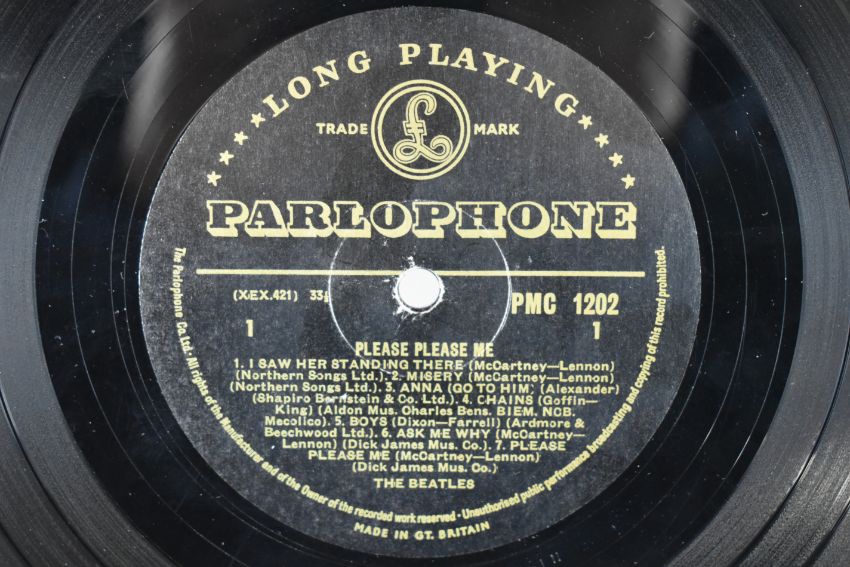 LONG PLAYING
TRADE MARK
PARLOPHONE
(XEX.421) 33⅓
PMC 1202
1 1
PLEASE PLEASE ME
1. I SAW HER STANDING THERE (McCartney—Lennon)
(Northern Songs Ltd.). 2. MISERY (McCartney—Lennon)
(Northern Songs Ltd.). 3. ANNA (GO TO HIM) (Alexander)
(Shapiro Bernstein & Co. Ltd.). 4. CHAINS (Goffin—
King) (Aldon Mus. Charles Bens. BIEM. NCB.
Mecolico). 5. BOYS (Dixon—Farrell) (Ardmore &
Beechwood Ltd.). 6. ASK ME WHY (McCartney—
Lennon) (Dick James Mus. Co.). 7. PLEASE
PLEASE ME (McCartney—Lennon)
(Dick James Mus. Co.)
THE BEATLES
The Parlophone Co. Ltd. · All rights of the Manufacturer and of the Owner of the recorded work reserved · Unauthorised public performance broadcasting and copying of this record prohibited.
MADE IN GT. BRITAIN